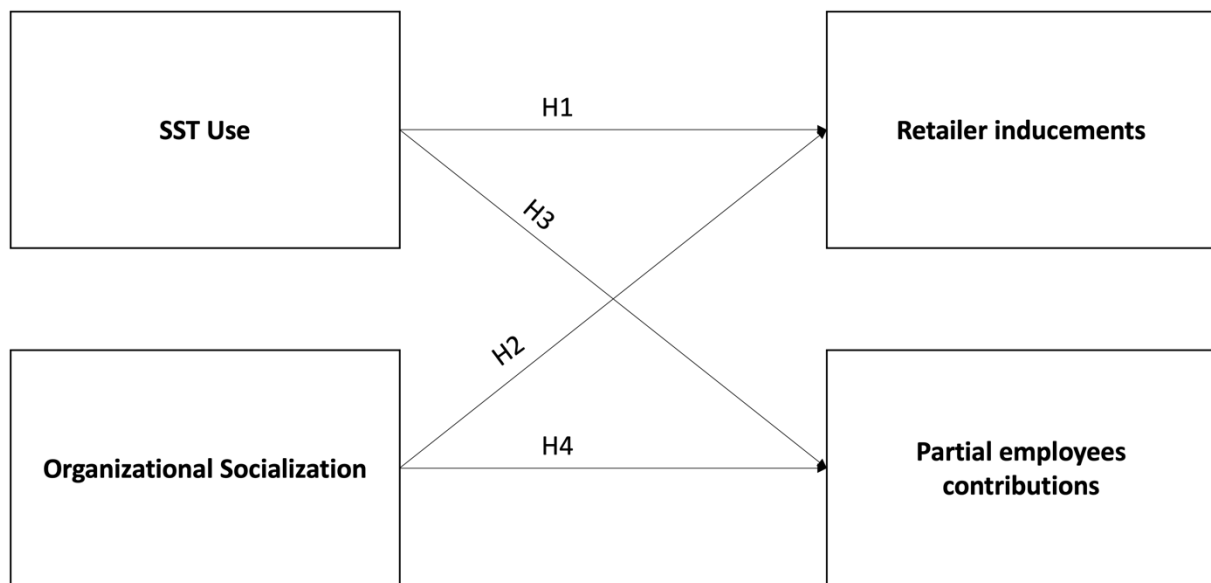 SST Use
H1
Retailer inducements
H3
H2
Organizational Socialization
H4
Partial employees
contributions